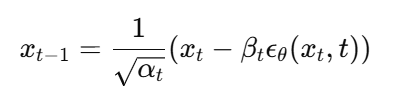 $x_{t-1} = \frac{1}{\sqrt{\alpha_t}}(x_t - \beta_t \epsilon_\theta(x_t, t))$